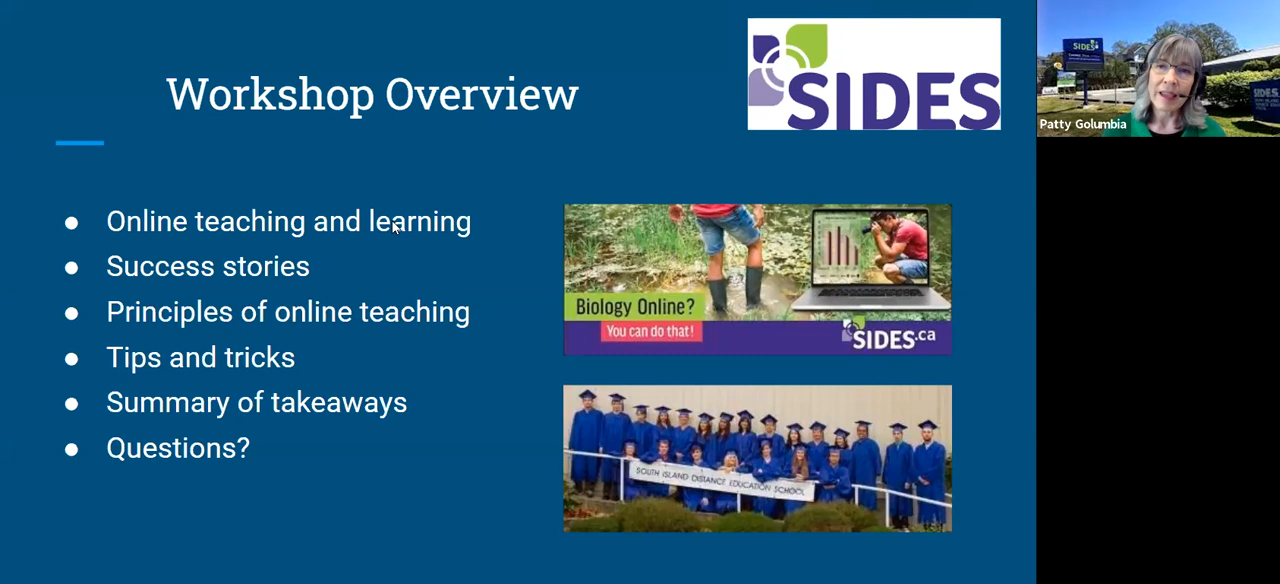 Workshop Overview
SIDES
Online teaching and learning
Success stories
Principles of online teaching
Tips and tricks
Summary of takeaways
Questions?
Biology Online?
You can do that!
SIDES.ca
SOUTH ISLAND DISTANCE EDUCATION SCHOOL
SIDES
SIDES
Patty Golumbia